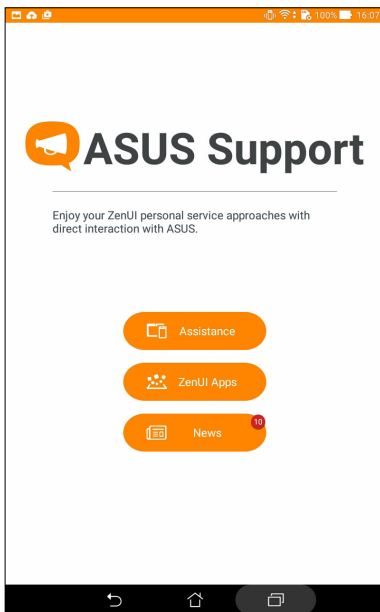 100% 16:07
ASUS Support
Enjoy your ZenUI personal service approaches with
direct interaction with ASUS.
Assistance
ZenUI Apps
10
News